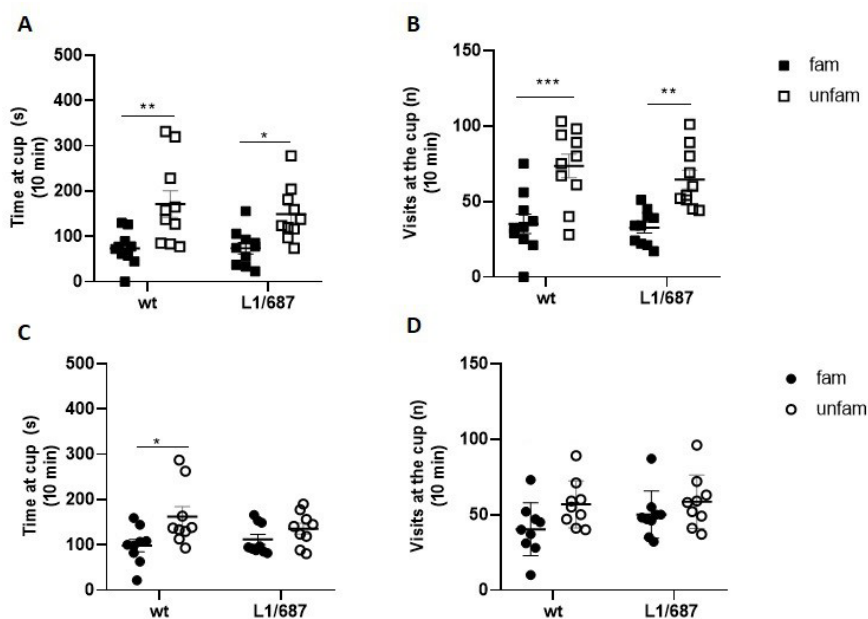 A
Time at cup (s)
(10 min)
500
400
300
200
100
0
**
*
wt
L1/687
B
Visits at the cup (n)
(10 min)
150
100
50
0
***
**
wt
L1/687
fam
unfam
C
Time at cup (s)
(10 min)
500
400
300
200
100
0
*
wt
L1/687
D
Visits at the cup (n)
(10 min)
150
100
50
0
wt
L1/687
fam
unfam